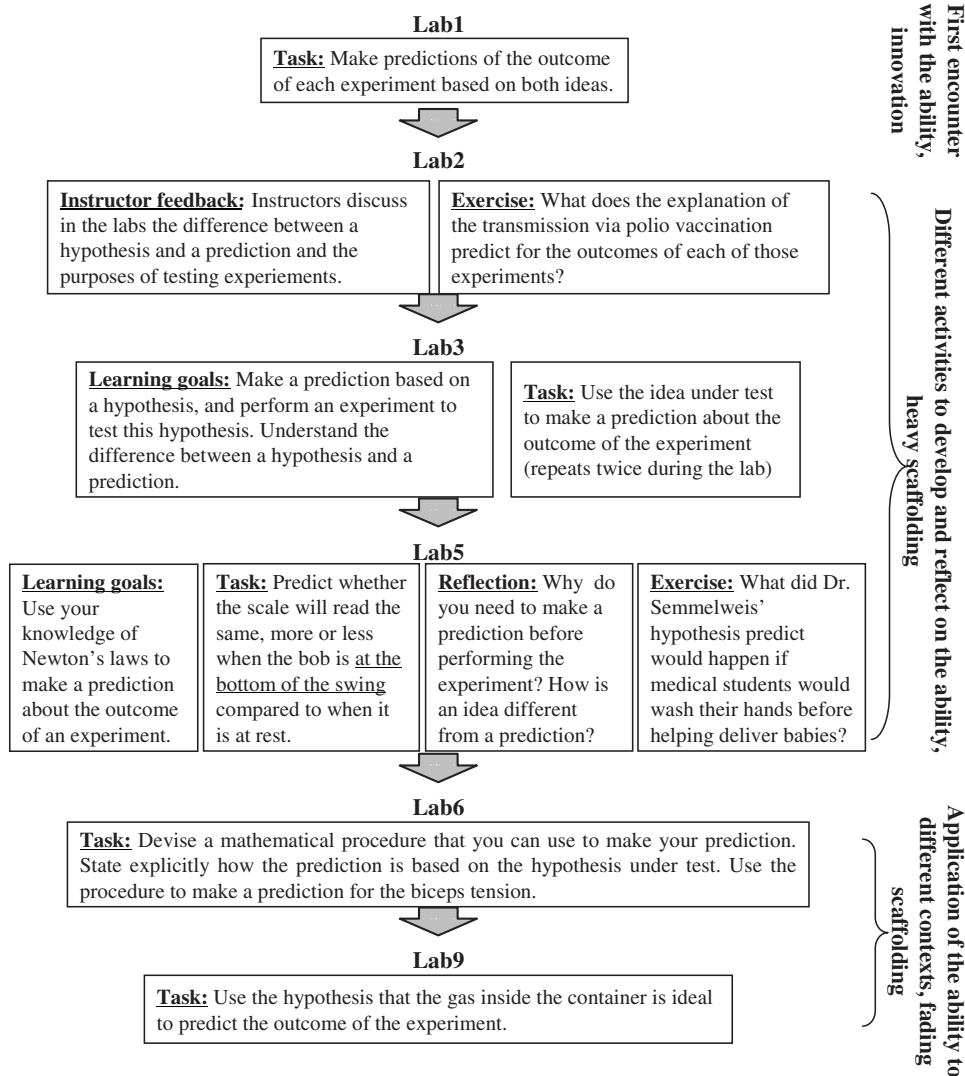 Lab1
Task: Make predictions of the outcome
of each experiment based on both ideas.
First encounter
with the ability,
innovation
Lab2
Instructor feedback: Instructors discuss
in the labs the difference between a
hypothesis and a prediction and the
purposes of testing experiements.
Exercise: What does the explanation of
the transmission via polio vaccination
predict for the outcomes of each of those
experiments?
Lab3
Learning goals: Make a prediction based on
a hypothesis, and perform an experiment to
test this hypothesis. Understand the
difference between a hypothesis and a
prediction.
Task: Use the idea under test
to make a prediction about the
outcome of the experiment
(repeats twice during the lab)
Lab5
Learning goals:
Use your
knowledge of
Newton's laws to
make a prediction
about the outcome
of an experiment.
Task: Predict whether
the scale will read the
same, more or less
when the bob is at the
bottom of the swing
compared to when it
is at rest.
Reflection: Why do
you need to make a
prediction before
performing the
experiment? How is
an idea different
from a prediction?
Exercise: What did Dr.
Semmelweis'
hypothesis predict
would happen if
medical students would
wash their hands before
helping deliver babies?
Different activities to develop and reflect on the ability,
heavy scaffolding
Lab6
Task: Devise a mathematical procedure that you can use to make your prediction.
State explicitly how the prediction is based on the hypothesis under test. Use the
procedure to make a prediction for the biceps tension.
Lab9
Task: Use the hypothesis that the gas inside the container is ideal
to predict the outcome of the experiment.
Application of the ability to
different contexts, fading
scaffolding